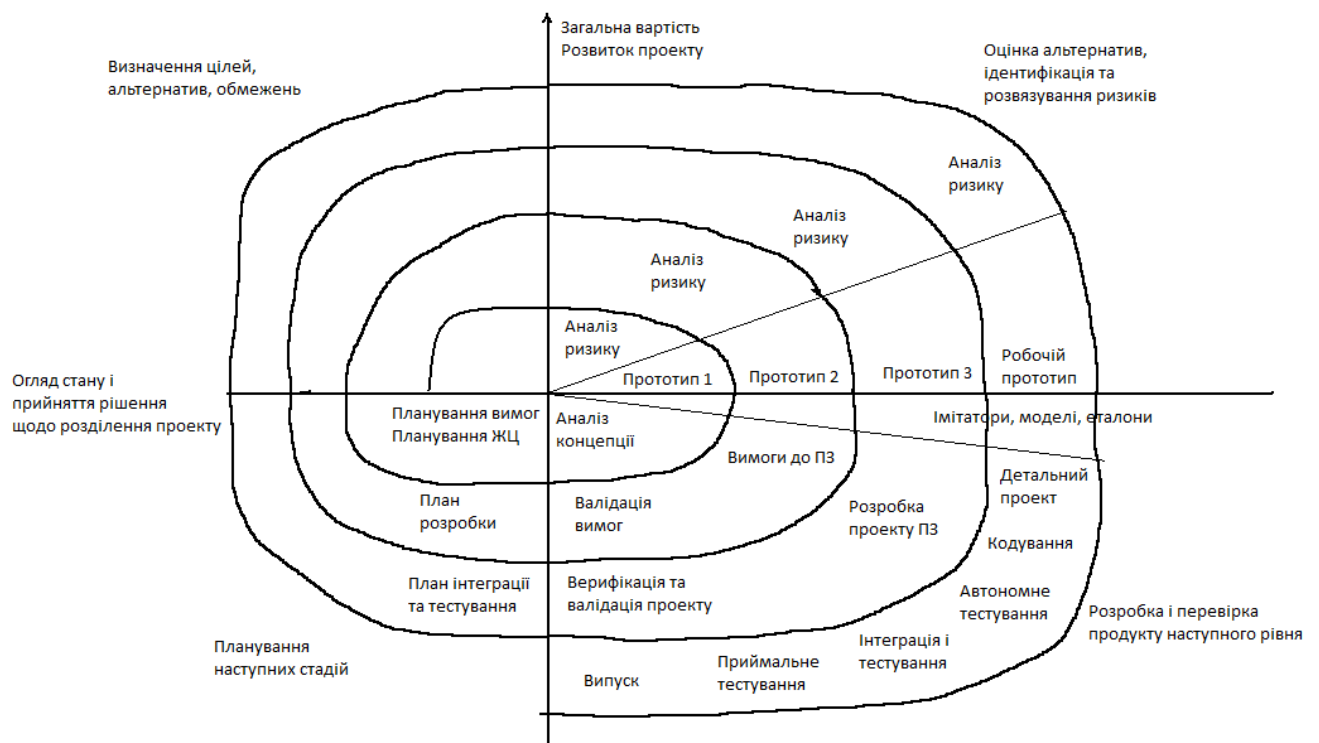 Загальна вартість
Розвиток проекту
Визначення цілей,
альтернатив, обмежень
Оцінка альтернатив,
ідентифікація та
розвязування ризиків
Аналіз
ризику
Аналіз
ризику
Аналіз
ризику
Аналіз
ризику
Прототип 1
Прототип 2
Прототип 3
Робочій
прототип
Огляд стану і
прийняття рішення
щодо розділення проекту
Планування вимог
Планування ЖЦ
Аналіз
концепції
Імітатори, моделі, еталони
Вимоги до ПЗ
Детальний
проект
План
розробки
Валідація
вимог
Розробка
проекту ПЗ
Кодування
План інтеграції
та тестування
Верифікація та
валідація проекту
Автономне
тестування
Розробка і перевірка
продукту наступного рівня
Планування
наступних стадій
Інтеграція і
тестування
Приймальне
тестування
Випуск